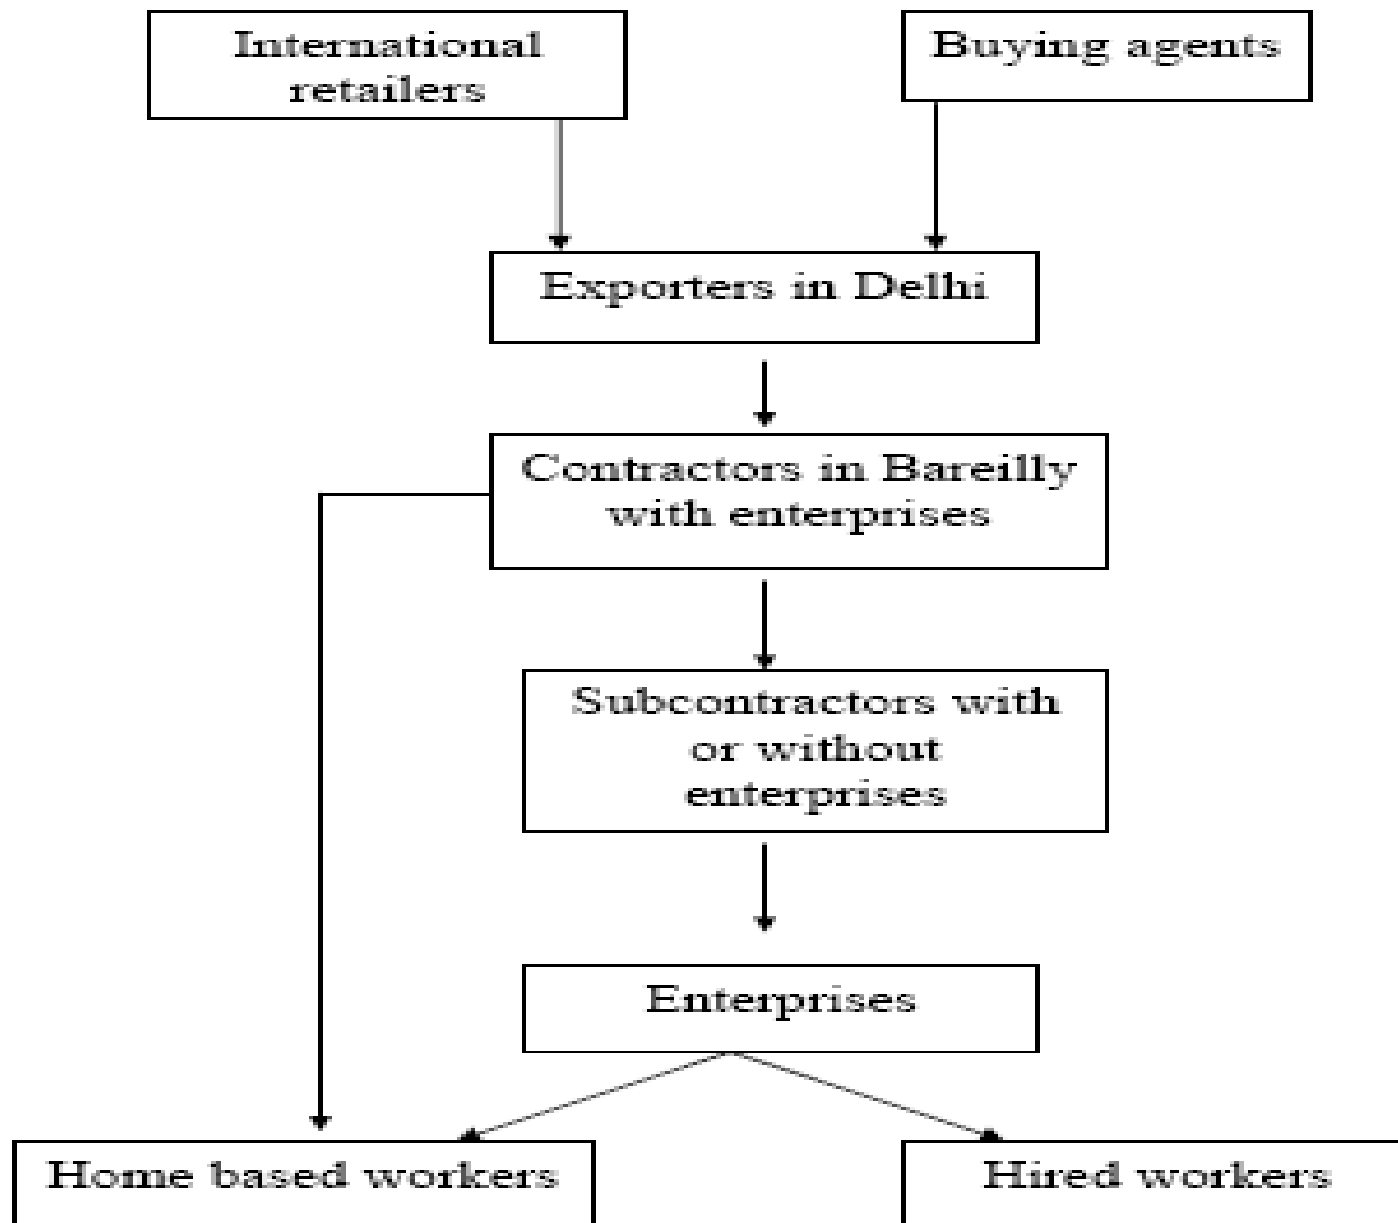 International
retailers
Buying agents
Exporters in Delhi
Contractors in Bareilly
with enterprises
Subcontractors with
or without
enterprises
Enterprises
Home based workers
Hired workers